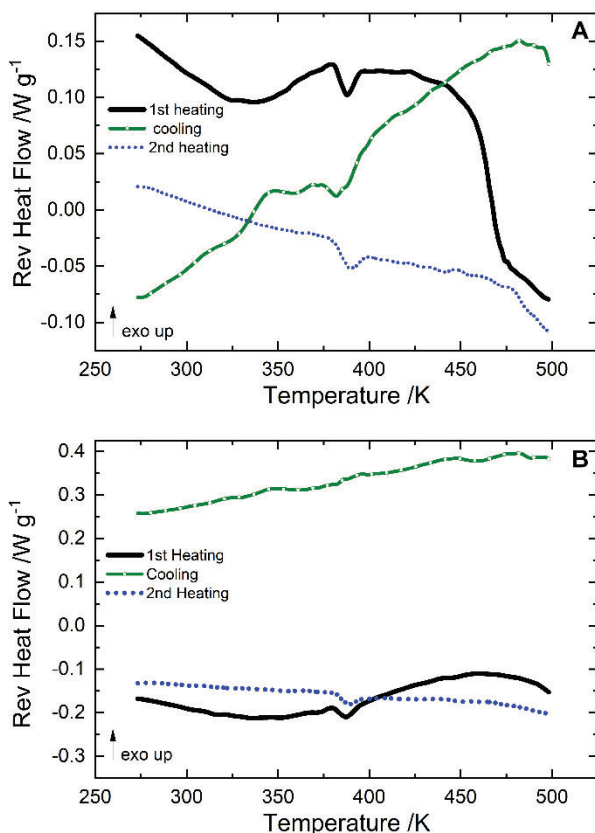 A
0.15
0.10
0.05
0.00
-0.05
-0.10
Rev Heat Flow /W g⁻¹
1st heating
cooling
2nd heating
exo up
250 300 350 400 450 500
Temperature /K
B
0.4
0.3
0.2
0.1
0.0
-0.1
-0.2
-0.3
Rev Heat Flow /W g⁻¹
1st Heating
Cooling
2nd Heating
exo up
250 300 350 400 450 500
Temperature /K